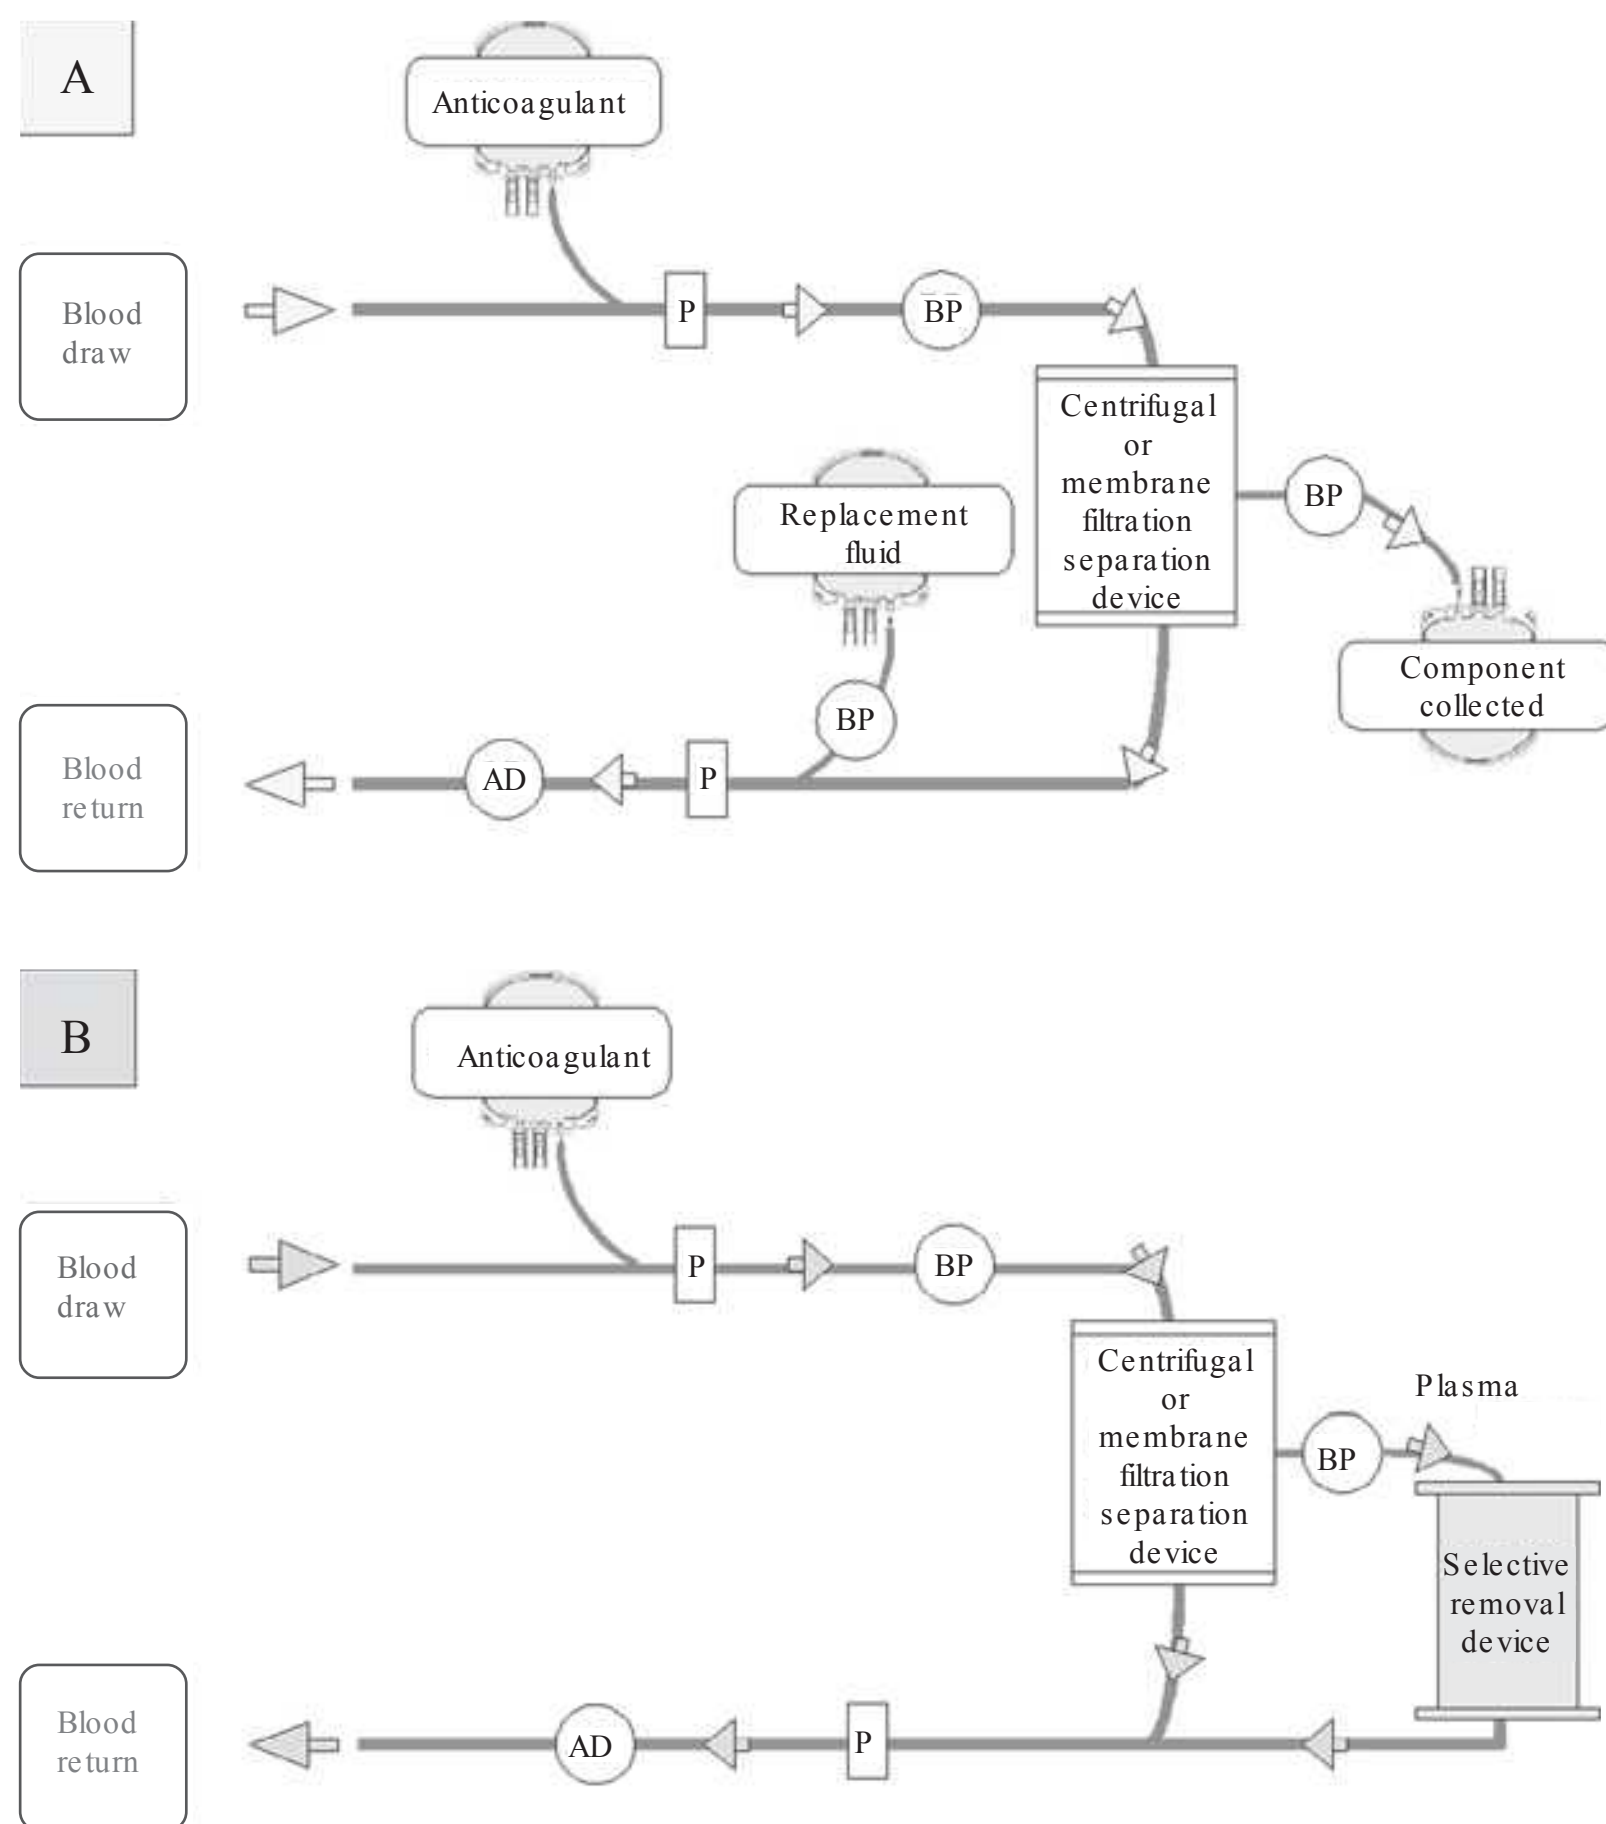 A
Anticoagulant
Blood
draw
P
BP
Centrifugal
or
membrane
filtration
separation
device
BP
Replacement
fluid
Component
collected
BP
Blood
return
AD
P
B
Anticoagulant
Blood
draw
P
BP
Centrifugal
or
membrane
filtration
separation
device
Plasma
BP
Selective
removal
device
Blood
return
AD
P